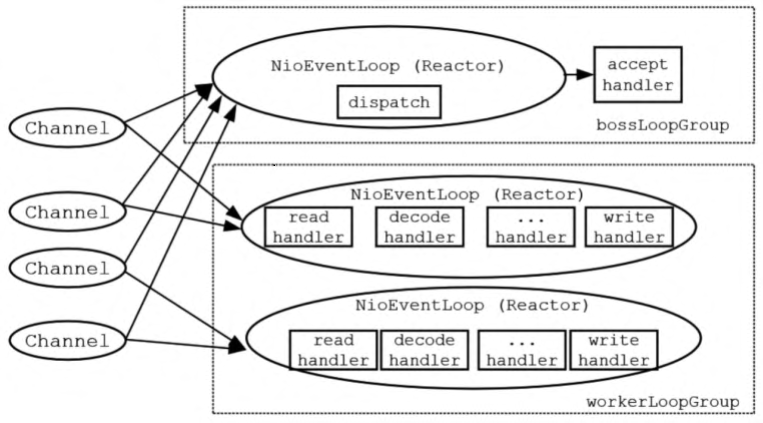 NioEventLoop (Reactor)
dispatch
accept
handler
bossLoopGroup
Channel
Channel
Channel
Channel
NioEventLoop (Reactor)
read
handler
decode
handler
...
handler
write
handler
NioEventLoop (Reactor)
read
handler
decode
handler
...
handler
write
handler
workerLoopGroup